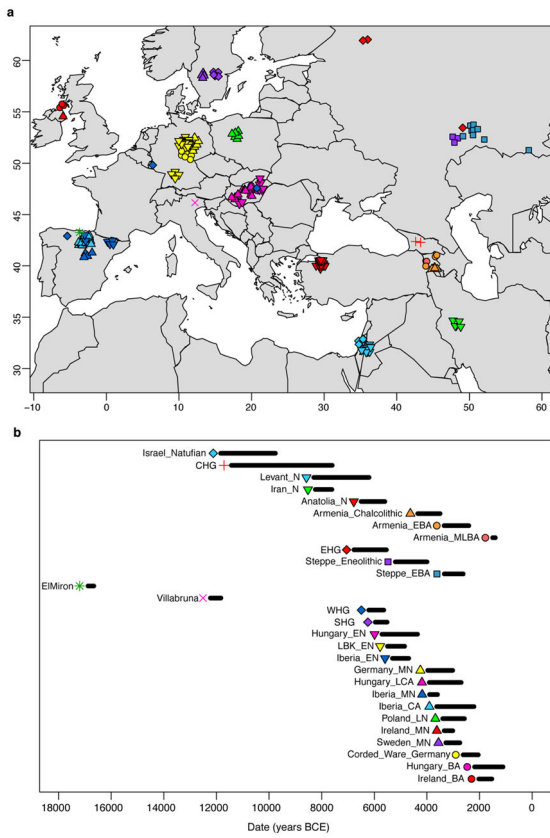 a
60
55
50
45
40
35
30
−10
0
10
20
30
40
50
60
b
Israel_Natufian
CHG
Levant_N
Iran_N
Anatolia_N
Armenia_Chalcolithic
Armenia_EBA
Armenia_MLBA
EHG
Steppe_Eneolithic
Steppe_EBA
ElMiron
Villabruna
WHG
SHG
Hungary_EN
LBK_EN
Iberia_EN
Germany_MN
Hungary_LCA
Iberia_MN
Iberia_CA
Poland_LN
Ireland_MN
Sweden_MN
Corded_Ware_Germany
Hungary_BA
Ireland_BA
18000 16000 14000 12000 10000 8000 6000 4000 2000 0
Date (years BCE)